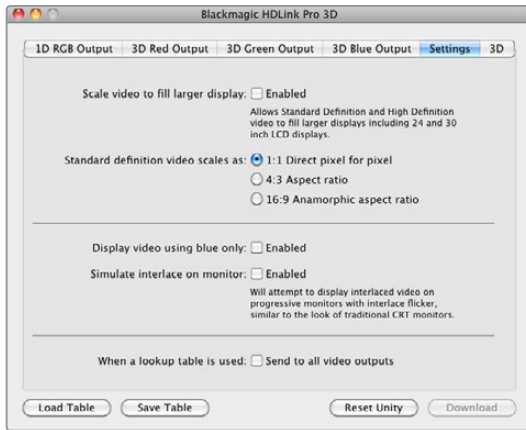 Blackmagic HDLink Pro 3D
1D RGB Output 3D Red Output 3D Green Output 3D Blue Output Settings 3D
Scale video to fill larger display: Enabled
Allows Standard Definition and High Definition
video to fill larger displays including 24 and 30
inch LCD displays.
Standard definition video scales as: 1:1 Direct pixel for pixel
4:3 Aspect ratio
16:9 Anamorphic aspect ratio
Display video using blue only: Enabled
Simulate interlace on monitor: Enabled
Will attempt to display interlaced video on
progressive monitors with interlace flicker,
similar to the look of traditional CRT monitors.
When a lookup table is used: Send to all video outputs
Load Table Save Table Reset Unity Download